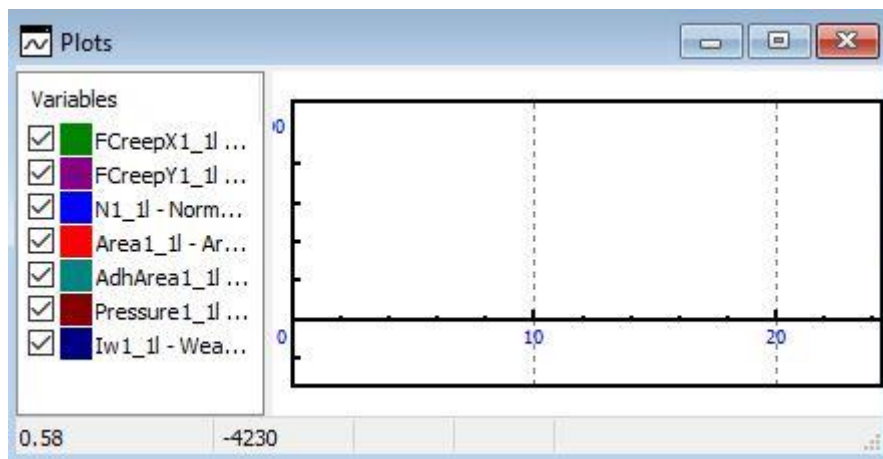 Plots
Variables
FCreepX1_1l ...
FCreepY1_1l ...
N1_1l - Norm...
Area1_1l - Ar...
AdhArea1_1l ...
Pressure1_1l ...
Iw1_1l - Wea...
0
10
20
0.58 -4230